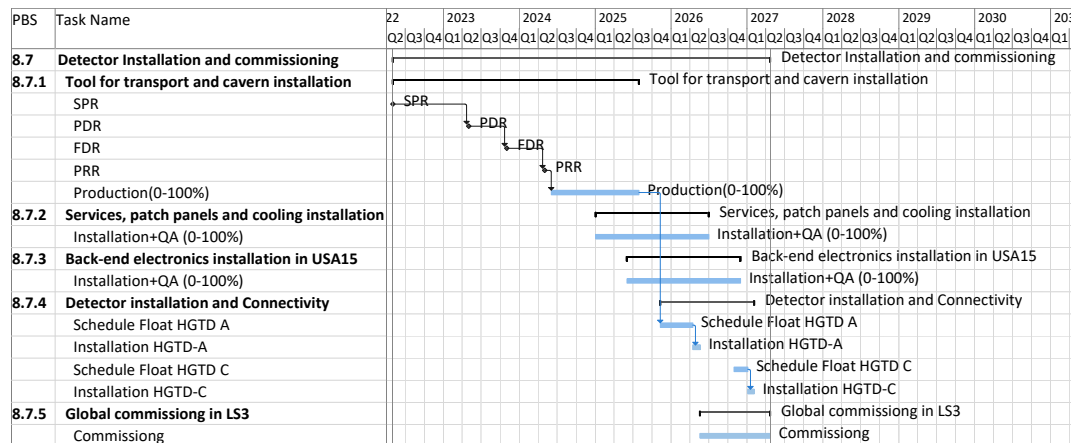 PBS Task Name 22 2023 2024 2025 2026 2027 2028 2029 2030 203
Q2 Q3 Q4 Q1 Q2 Q3 Q4 Q1 Q2 Q3 Q4 Q1 Q2 Q3 Q4 Q1 Q2 Q3 Q4 Q1 Q2 Q3 Q4 Q1 Q2 Q3 Q4 Q1 Q2 Q3 Q4 Q1 Q2 Q3 Q4 Q1
8.7 Detector Installation and commissioning Detector Installation and commissioning
8.7.1 Tool for transport and cavern installation Tool for transport and cavern installation
SPR SPR
PDR PDR
FDR FDR
PRR PRR
Production(0-100%) Production(0-100%)
8.7.2 Services, patch panels and cooling installation Services, patch panels and cooling installation
Installation+QA (0-100%) Installation+QA (0-100%)
8.7.3 Back-end electronics installation in USA15 Back-end electronics installation in USA15
Installation+QA (0-100%) Installation+QA (0-100%)
8.7.4 Detector installation and Connectivity Detector installation and Connectivity
Schedule Float HGTD A Schedule Float HGTD A
Installation HGTD-A Installation HGTD-A
Schedule Float HGTD C Schedule Float HGTD C
Installation HGTD-C Installation HGTD-C
8.7.5 Global commissiong in LS3 Global commissiong in LS3
Commissiong Commissiong